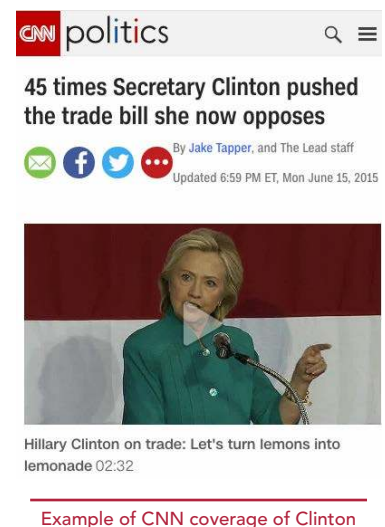 CNN politics
45 times Secretary Clinton pushed
the trade bill she now opposes
By Jake Tapper, and The Lead staff
Updated 6:59 PM ET, Mon June 15, 2015
Hillary Clinton on trade: Let's turn lemons into
lemonade 02:32
Example of CNN coverage of Clinton